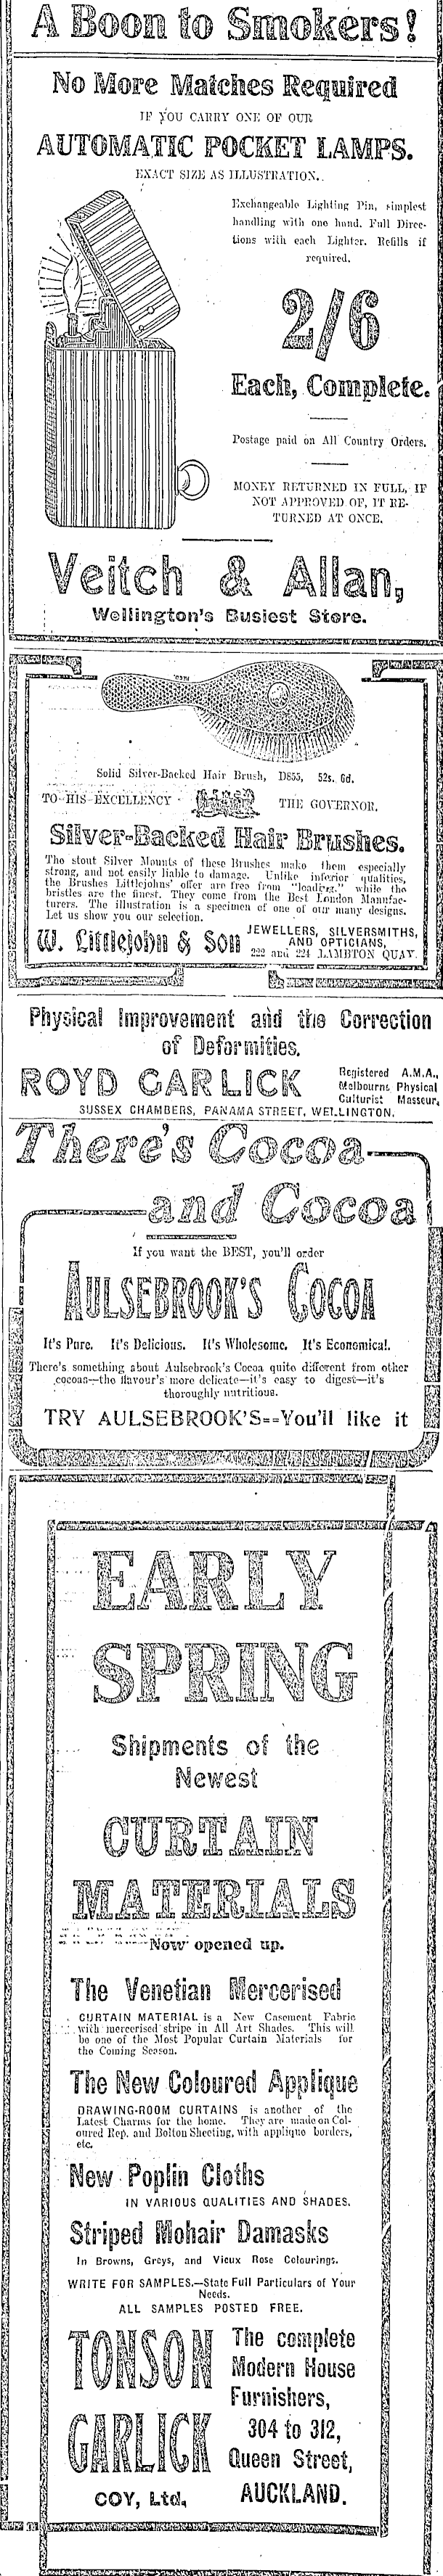 A Boon to Smokers!
No More Matches Required
IF YOU CARRY ONE OF OUR
AUTOMATIC POCKET LAMPS.
EXACT SIZE AS ILLUSTRATION.
Exchangeable Lighting Pin, simplest
handling with one hand. Full Direc-
tions with each Lighter. Refills if
required.
2/6
Each, Complete.
Postage paid on All Country Orders.
MONEY RETURNED IN FULL, IF
NOT APPROVED OF, IT RE-
TURNED AT ONCE.
Veitch & Allan,
Wellington's Busiest Store.
Solid Silver-Backed Hair Brush, D855, 52s. 6d.
TO HIS EXCELLENCY THE GOVERNOR.
Silver-Backed Hair Brushes.
The stout Silver Mounts of these Brushes make them especially
strong, and not easily liable to damage. Unlike inferior qualities,
the Brushes Littlejohns' offer are free from "loading," while the
bristles are the finest. They come from the Best London Manufac-
turers. The illustration is a specimen of one of our many designs.
Let us show you our selection.
W. Littlejohn & Son
JEWELLERS, SILVERSMITHS,
AND OPTICIANS,
222 and 224 LAMBTON QUAY.
Physical Improvement and the Correction
of Deformities.
ROYD GARLICK
Registered A.M.A.,
Melbourne Physical
Culturist Masseur,
SUSSEX CHAMBERS, PANAMA STREET, WELLINGTON.
There's Cocoa
and Cocoa
If you want the BEST, you'll order
AULSEBROOK'S COCOA
It's Pure. It's Delicious. It's Wholesome. It's Economical.
There's something about Aulsebrook's Cocoa quite different from other
cocoas—the flavour's more delicate—it's easy to digest—it's
thoroughly nutritious.
TRY AULSEBROOK'S--You'll like it
EARLY
SPRING
Shipments of the
Newest
CURTAIN
MATERIALS
Now opened up.
The Venetian Mercerised
CURTAIN MATERIAL is a New Casement Fabric
with mercerised stripe in All Art Shades. This will
be one of the Most Popular Curtain Materials for
the Coming Season.
The New Coloured Applique
DRAWING-ROOM CURTAINS is another of the
Latest Charms for the home. They are made on Col-
oured Rep. and Bolton Sheeting, with applique borders,
etc.
New Poplin Cloths
IN VARIOUS QUALITIES AND SHADES.
Striped Mohair Damasks
In Browns, Greys, and Vieux Rose Colourings.
WRITE FOR SAMPLES.—State Full Particulars of Your
Needs.
ALL SAMPLES POSTED FREE.
TONSON
GARLICK
COY, Ltd,
The complete
Modern House
Furnishers,
304 to 312,
Queen Street,
AUCKLAND.